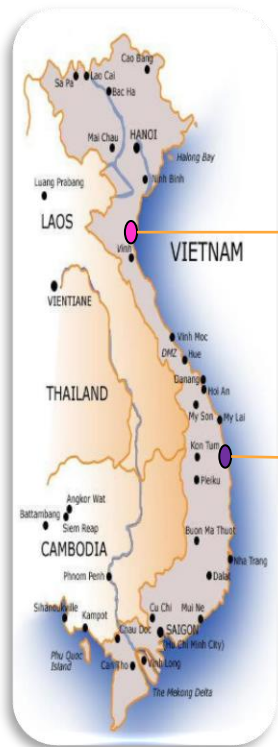 Cao Bang
Sa Pa
Lao Cai
Bac Ha
Mai Chau
HANOI
Halong Bay
Luang Prabang
Ninh Binh
LAOS
Vinh
VIETNAM
VIENTIANE
Vinh Moc
DMZ
Hue
Danang
Hoi An
THAILAND
My Son
My Lai
Kon Tum
Pleiku
Angkor Wat
Battambang
Siem Reap
Buon Ma Thuot
CAMBODIA
Nha Trang
Phnom Penh
Dalat
Sihanoukville
Kampot
Cu Chi
Mui Ne
Chau Doc
SAIGON
(Ho Chi Minh City)
Phu Quoc
Island
Can Tho
Vinh Long
The Mekong Delta